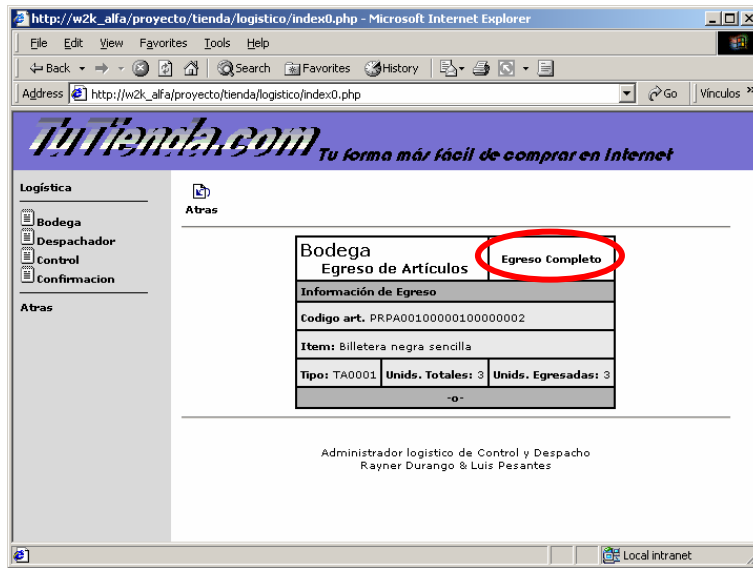 http://w2k_alfa/proyecto/tienda/logistico/index0.php - Microsoft Internet Explorer
File Edit View Favorites Tools Help
Back Search Favorites History
Address http://w2k_alfa/proyecto/tienda/logistico/index0.php Go Vínculos »
TuTienda.com Tu forma más fácil de comprar en Internet
Logística
Bodega
Despachador
Control
Confirmacion
Atras
Atras
Bodega
Egreso de Artículos
Egreso Completo
Información de Egreso
Codigo art. PRPA00100000100000002
Item: Billetera negra sencilla
Tipo: TA0001 Unids. Totales: 3 Unids. Egresadas: 3
-o-
Administrador logistico de Control y Despacho
Rayner Durango & Luis Pesantes
Local intranet